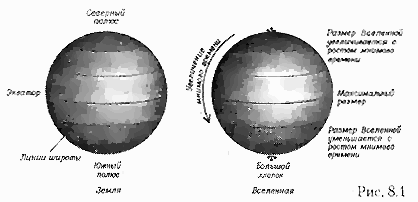 Северный
полюс
Экватор
Линии широты
Южный
полюс
Земля
Увеличение
мнимого времени
Размер Вселенной
увеличивается с
ростом мнимого
времени
Максимальный
размер
Размер Вселенной
уменьшается с
ростом мнимого
времени
Большой
хлопок
Вселенная
Рис. 8.1